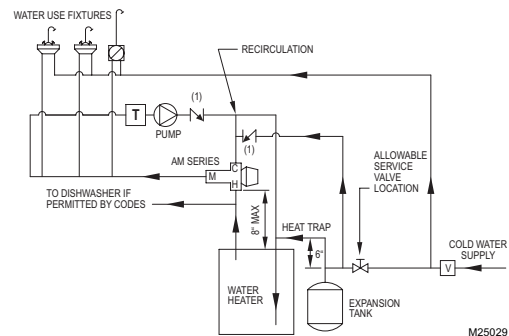 WATER USE FIXTURES
RECIRCULATION
(1)
T
PUMP
(1)
AM SERIES
C
M
H
ALLOWABLE
SERVICE
VALVE
LOCATION
TO DISHWASHER IF
PERMITTED BY CODES
8" MAX
HEAT TRAP
6"
COLD WATER
SUPPLY
V
WATER
HEATER
EXPANSION
TANK
M25029